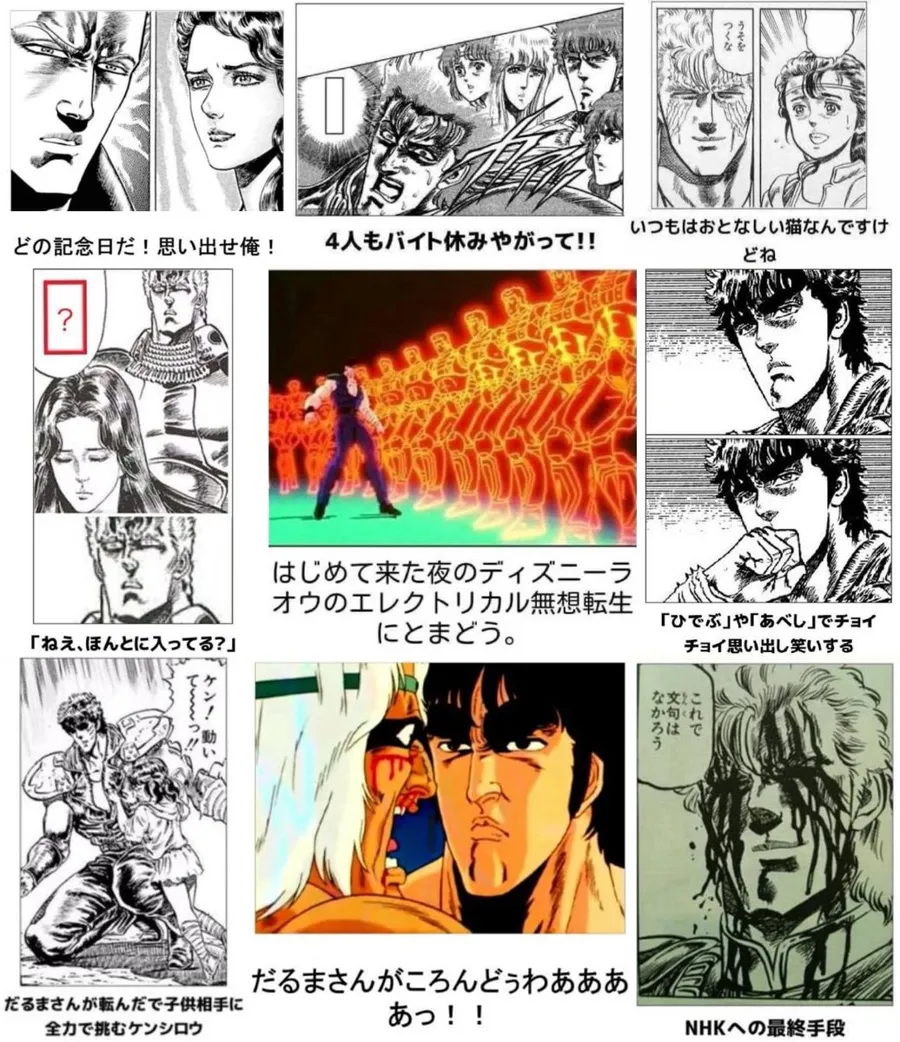 うそを
つくな
どの記念日だ!思い出せ俺!
4人もバイト休みやがって!!
いつもはおとなしい猫なんですけ
どね
?
「ねえ、ほんとに入ってる?」
はじめて来た夜のディズニーラ
オウのエレクトリカル無想転生
にとまどう。
「ひでぶ」や「あべし」でチョイ
チョイ思い出し笑いする
ケン!動い
て〜っ!!
だるまさんが転んだで子供相手に
全力で挑むケンシロウ
だるまさんがころんどぅわあああ
あっ!!
これで
文句は
なかろう
NHKへの最終手段